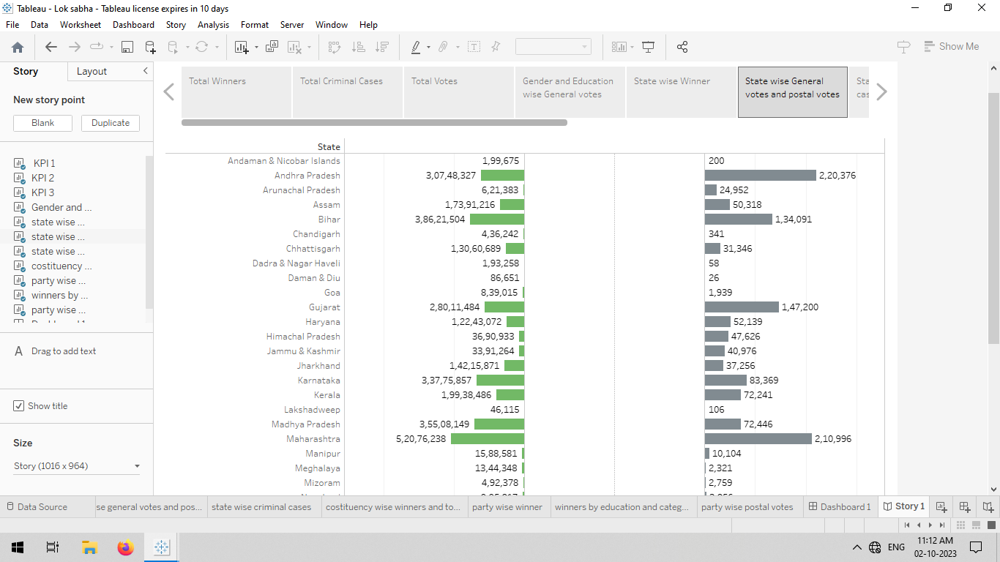 Tableau - Lok sabha - Tableau license expires in 10 days
File Data Worksheet Dashboard Story Analysis Format Server Window Help
Show Me
Story Layout
New story point
Blank Duplicate
KPI 1
KPI 2
KPI 3
Gender and ...
state wise ...
state wise ...
state wise ...
costituency ...
party wise ...
winners by ...
party wise ...
A Drag to add text
Show title
Size
Story (1016 x 964)
Total Winners
Total Criminal Cases
Total Votes
Gender and Education
wise General votes
State wise Winner
State wise General
votes and postal votes
Sta
cas
State
Andaman & Nicobar Islands 1,99,675 200
Andhra Pradesh 3,07,48,327 2,20,376
Arunachal Pradesh 6,21,383 24,952
Assam 1,73,91,216 50,318
Bihar 3,86,21,504 1,34,091
Chandigarh 4,36,242 341
Chhattisgarh 1,30,60,689 31,346
Dadra & Nagar Haveli 1,93,258 58
Daman & Diu 86,651 26
Goa 8,39,015 1,939
Gujarat 2,80,11,484 1,47,200
Haryana 1,22,43,072 52,139
Himachal Pradesh 36,90,933 47,626
Jammu & Kashmir 33,91,264 40,976
Jharkhand 1,42,15,871 37,256
Karnataka 3,37,75,857 83,369
Kerala 1,99,38,486 72,241
Lakshadweep 46,115 106
Madhya Pradesh 3,55,08,149 72,446
Maharashtra 5,20,76,238 2,10,996
Manipur 15,88,581 10,104
Meghalaya 13,44,348 2,321
Mizoram 4,92,378 2,759
Data Source se general votes and pos... state wise criminal cases costituency wise winners and to... party wise winner winners by education and categ... party wise postal votes Dashboard 1 Story 1
ENG
11:12 AM
02-10-2023